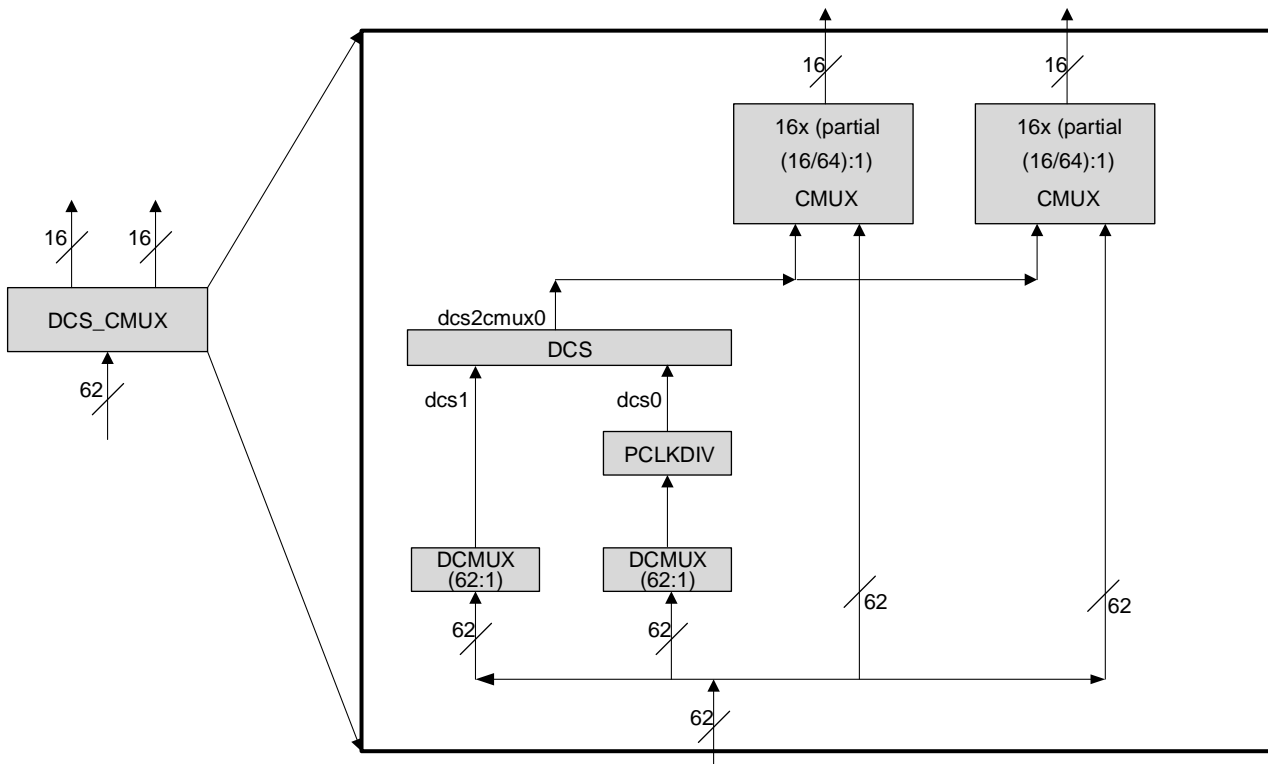 16
16
16x (partial
(16/64):1)
CMUX
16x (partial
(16/64):1)
CMUX
16
16
DCS_CMUX
62
dcs2cmux0
DCS
dcs1
dcs0
PCLKDIV
DCMUX
(62:1)
DCMUX
(62:1)
62
62
62
62
62